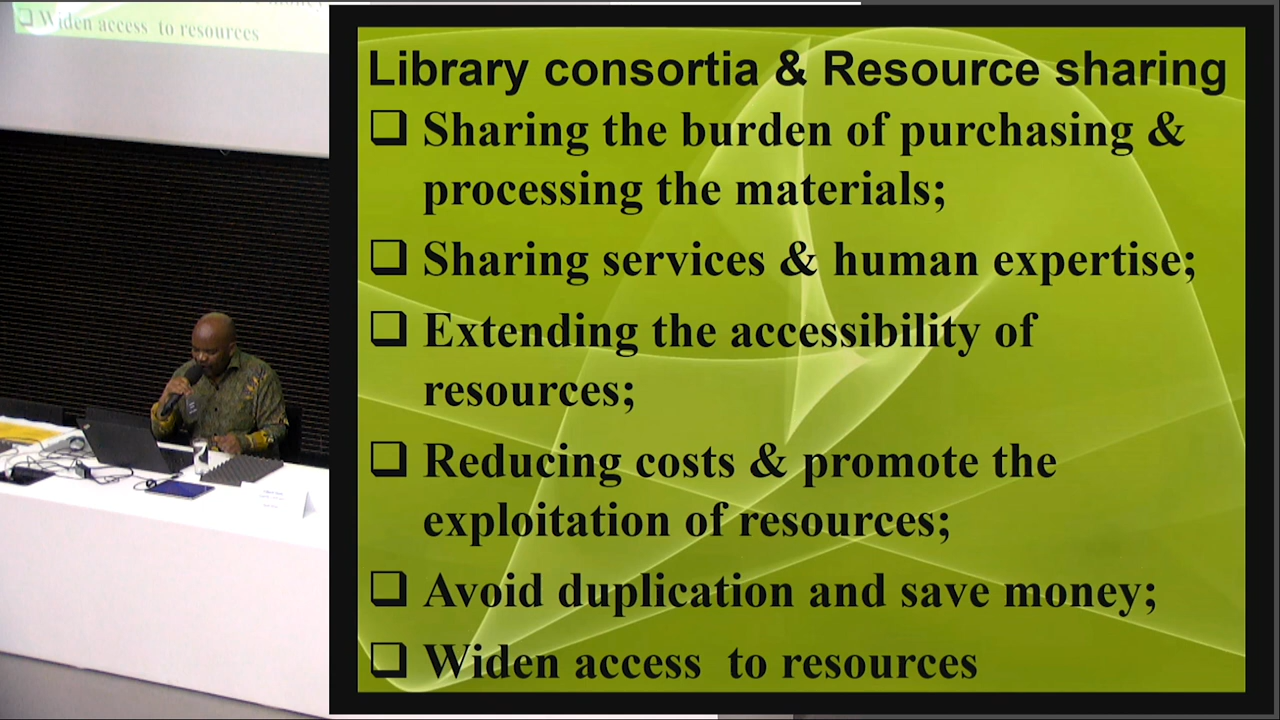 Widen access to resources
Library consortia & Resource sharing
❑ Sharing the burden of purchasing &
processing the materials;
❑ Sharing services & human expertise;
❑ Extending the accessibility of
resources;
❑ Reducing costs & promote the
exploitation of resources;
❑ Avoid duplication and save money;
❑ Widen access  to resources